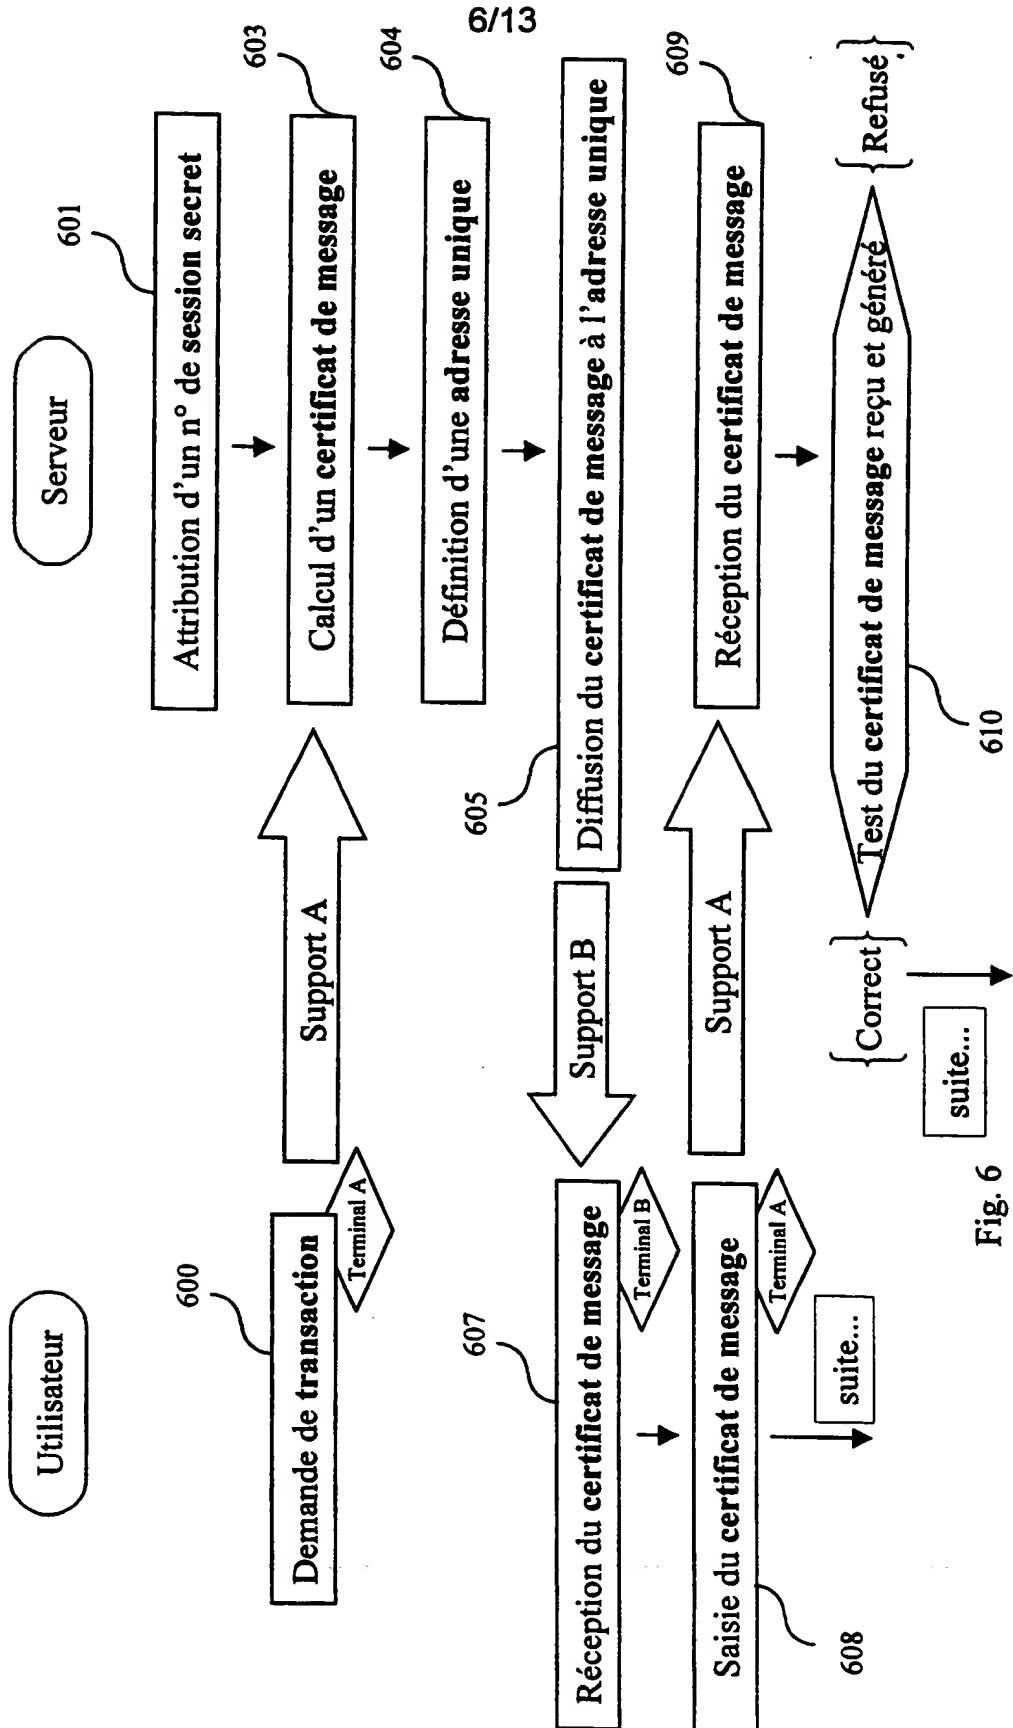 6/13
Utilisateur
Serveur
601
Attribution d'un n° de session secret
600
Demande de transaction
Terminal A
Support A
603
Calcul d'un certificat de message
604
Définition d'une adresse unique
605
Diffusion du certificat de message à l'adresse unique
Support B
607
Réception du certificat de message
Terminal B
608
Saisie du certificat de message
Terminal A
Support A
609
Réception du certificat de message
suite...
Correct
Test du certificat de message reçu et généré
Refusé
610
suite...
Fig. 6